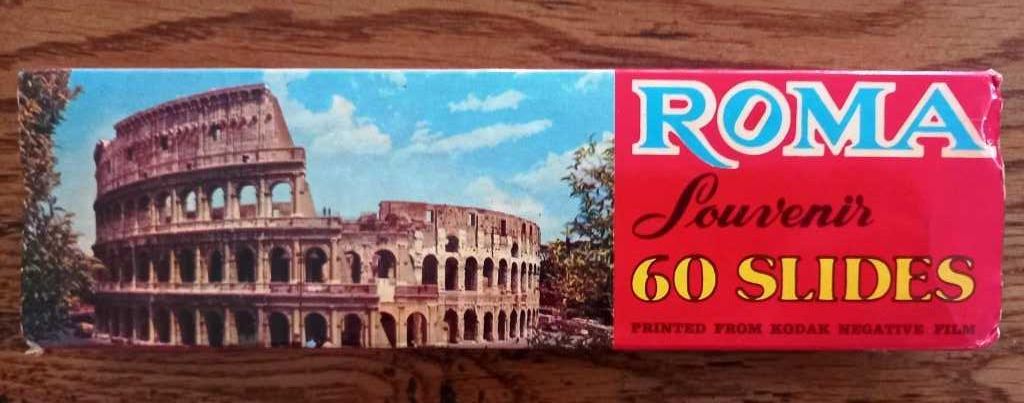 ROMA
Souvenir
60 SLIDES
PRINTED FROM KODAK NEGATIVE FILM